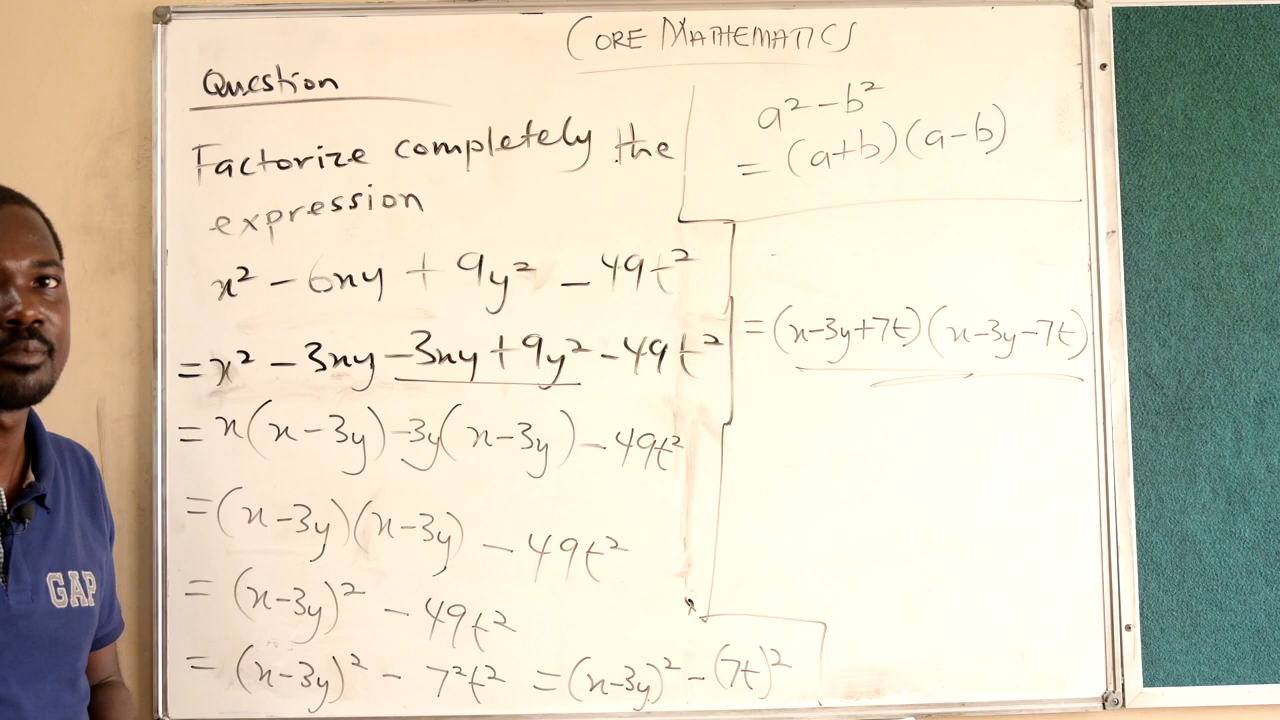 CORE MATHEMATICS
Question
Factorize completely the
expression
x² - 6xy + 9y² - 49t²
= x² - 3xy - 3xy + 9y² - 49t²
= x(x - 3y) - 3y(x - 3y) - 49t²
= (x - 3y)(x - 3y) - 49t²
= (x - 3y)² - 49t²
= (x - 3y)² - 7²t² = (x - 3y)² - (7t)²
a² - b²
= (a+b)(a-b)
= (x - 3y + 7t)(x - 3y - 7t)
GAP